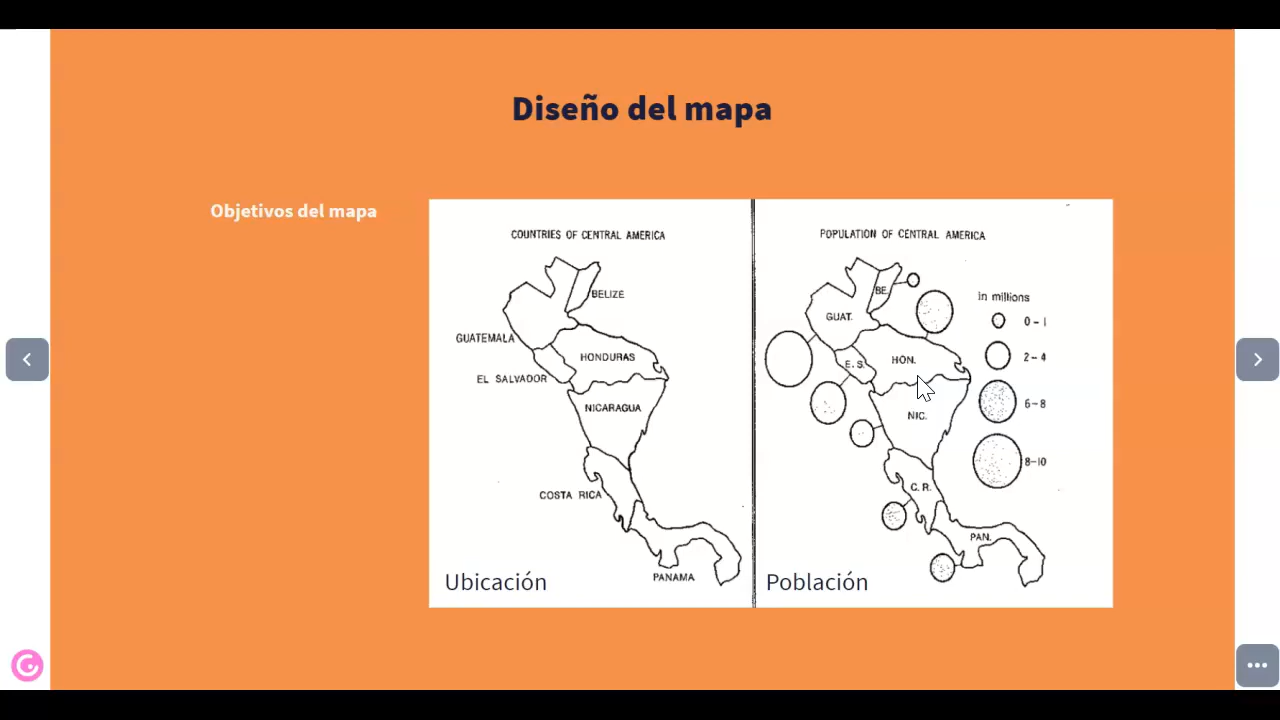 Diseño del mapa
Objetivos del mapa
COUNTRIES OF CENTRAL AMERICA
BELIZE
GUATEMALA
HONDURAS
EL SALVADOR
NICARAGUA
COSTA RICA
PANAMA
Ubicación
POPULATION OF CENTRAL AMERICA
BE.
GUAT.
HON.
E. S.
NIC.
C. R.
PAN.
In millions
0-1
2-4
6-8
8-10
Población